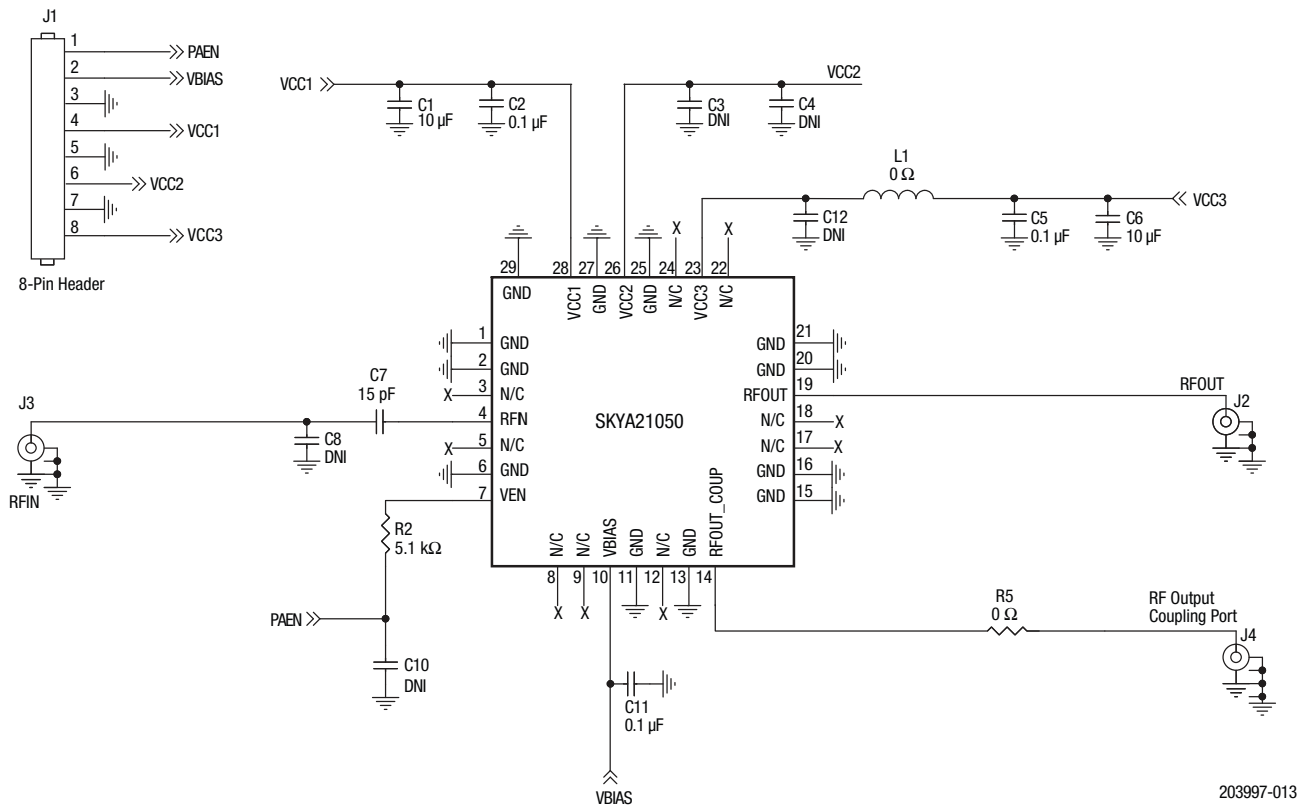 J1
1
PAEN
2
VBIAS
3
4
VCC1
5
6
VCC2
7
8
VCC3
8-Pin Header
VCC1
C1
10 µF
C2
0.1 µF
VCC2
C3
DNI
C4
DNI
L1
0 Ω
C12
DNI
C5
0.1 µF
C6
10 µF
VCC3
X
X
29 28 27 26 25 24 23 22
GND
VCC1
GND
VCC2
GND
N/C
VCC3
N/C
1 GND
2 GND
X 3 N/C
4 RFIN
X 5 N/C
6 GND
7 VEN
SKYA21050
GND 21
GND 20
RFOUT 19
N/C 18 X
N/C 17 X
GND 16
GND 15
N/C
N/C
VBIAS
GND
N/C
GND
RFOUT_COUP
8 9 10 11 12 13 14
X X X
J3
RFIN
C8
DNI
C7
15 pF
RFOUT
J2
R2
5.1 kΩ
PAEN
C10
DNI
C11
0.1 µF
VBIAS
R5
0 Ω
RF Output
Coupling Port
J4
203997-013